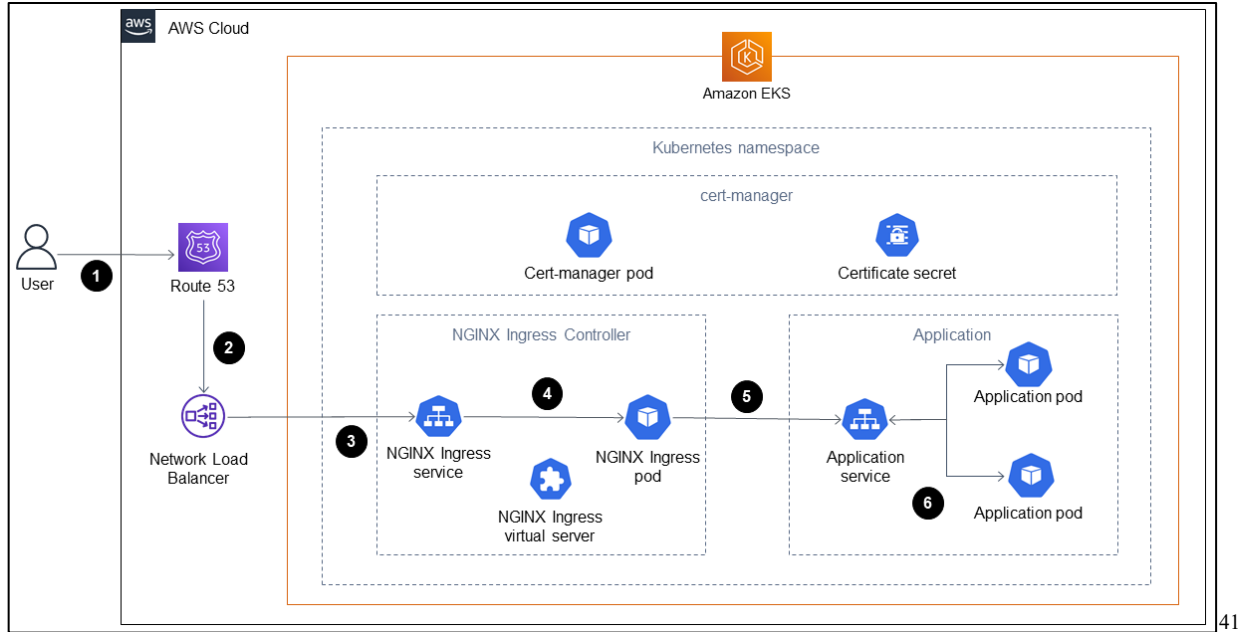 aws
AWS Cloud
Amazon EKS
Kubernetes namespace
cert-manager
Cert-manager pod
Certificate secret
User
1
53
Route 53
2
Network Load
Balancer
3
NGINX Ingress Controller
4
NGINX Ingress
service
NGINX Ingress
pod
NGINX Ingress
virtual server
5
Application
Application pod
Application
service
6
Application pod
41